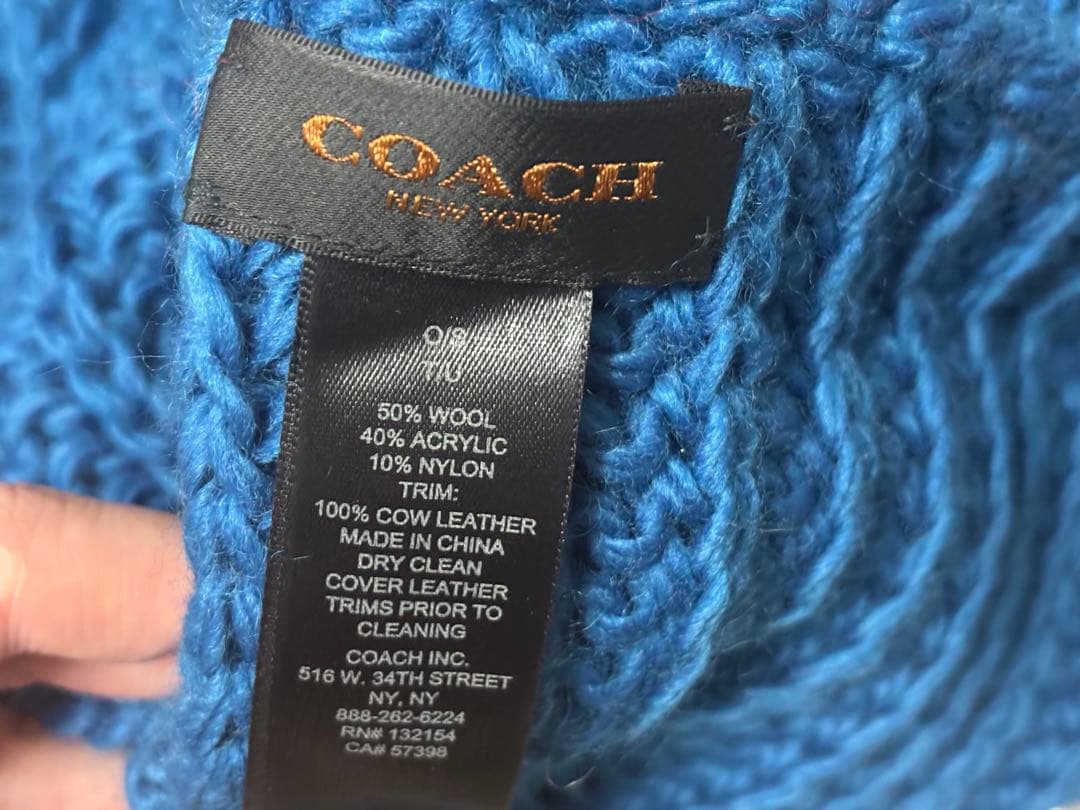 COACH
NEW YORK
O/S
T/U
50% WOOL
40% ACRYLIC
10% NYLON
TRIM:
100% COW LEATHER
MADE IN CHINA
DRY CLEAN
COVER LEATHER
TRIMS PRIOR TO
CLEANING
COACH INC.
516 W. 34TH STREET
NY, NY
888-262-6224
RN# 132154
CA# 57398